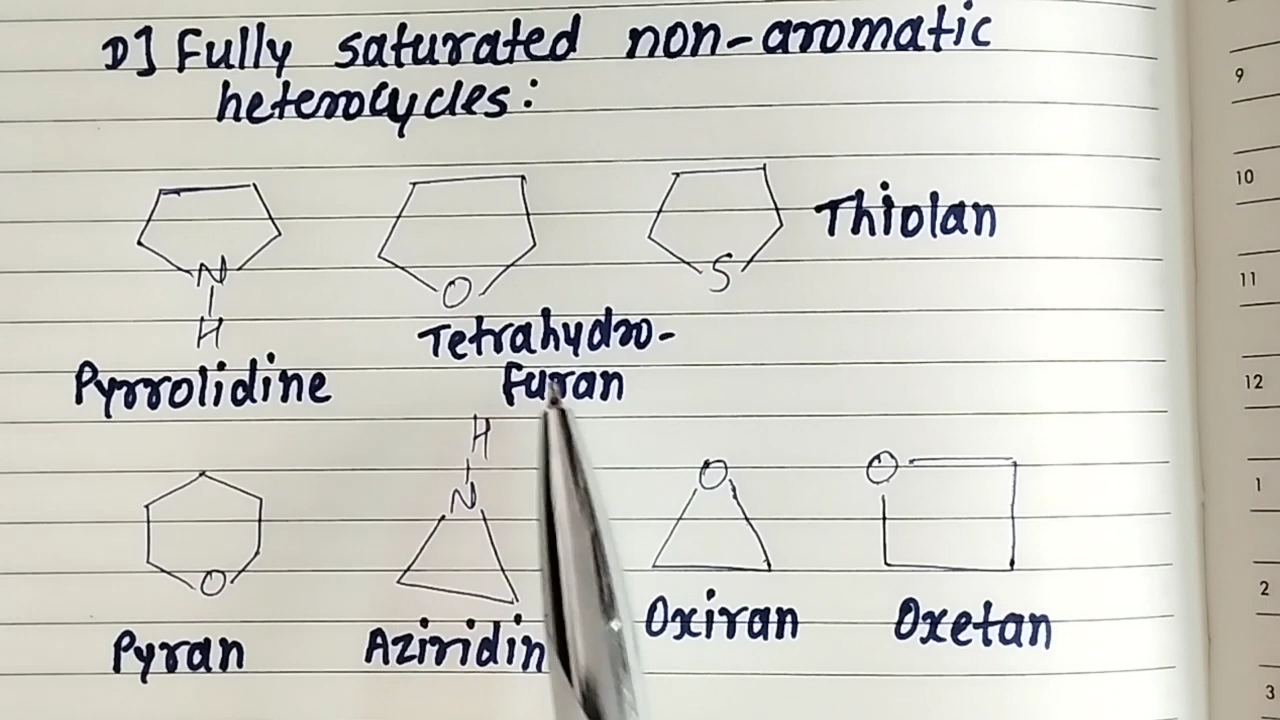 D] Fully saturated non-aromatic
heterocycles:
N
H
Pyrrolidine
O
Tetrahydro-
furan
S
Thiolan
O
Pyran
H
N
Aziridin
O
Oxiran
O
Oxetan
9
10
11
12
1
2
3